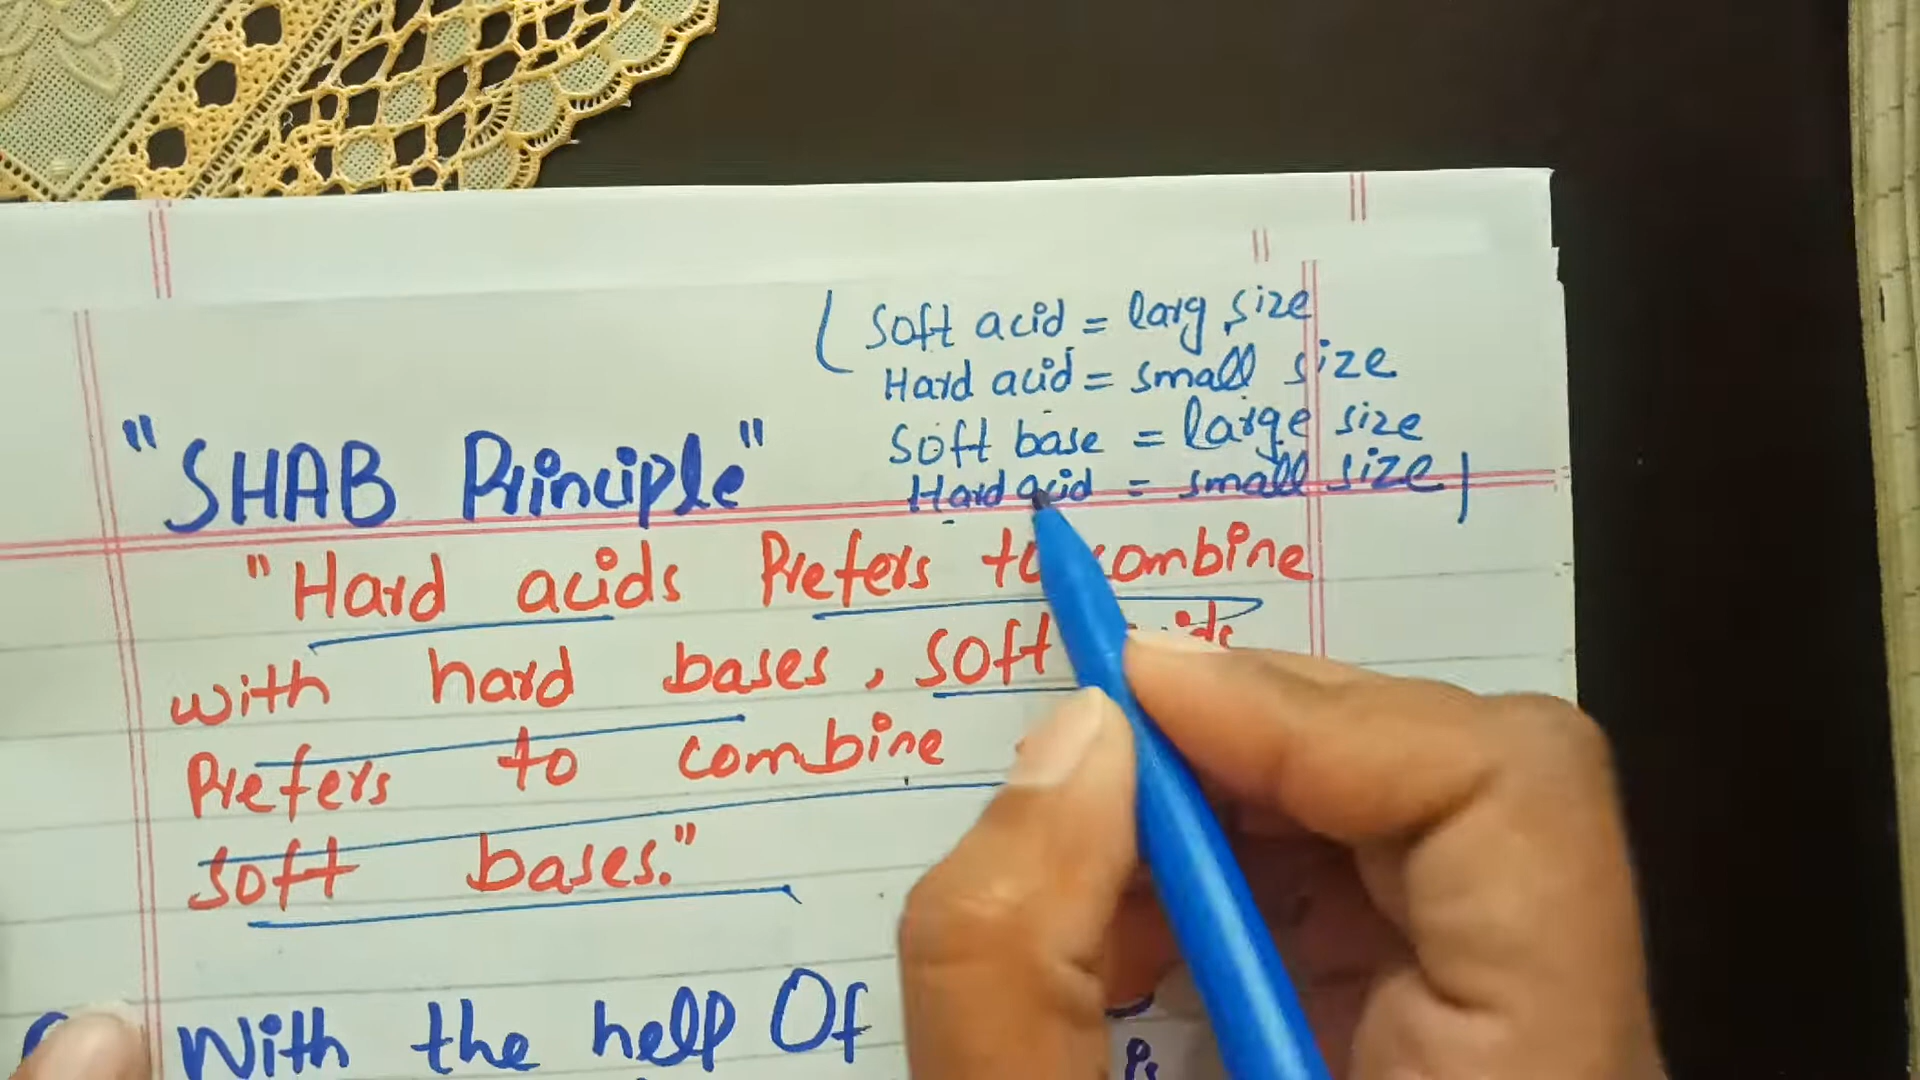 (Soft acid = larg size
Hard acid = small size
Soft base = large size
Hard acid = small size)
"SHAB Principle"
"Hard acids Prefers to combine
with hard bases, soft
Prefers to combine
soft bases."
With the help Of